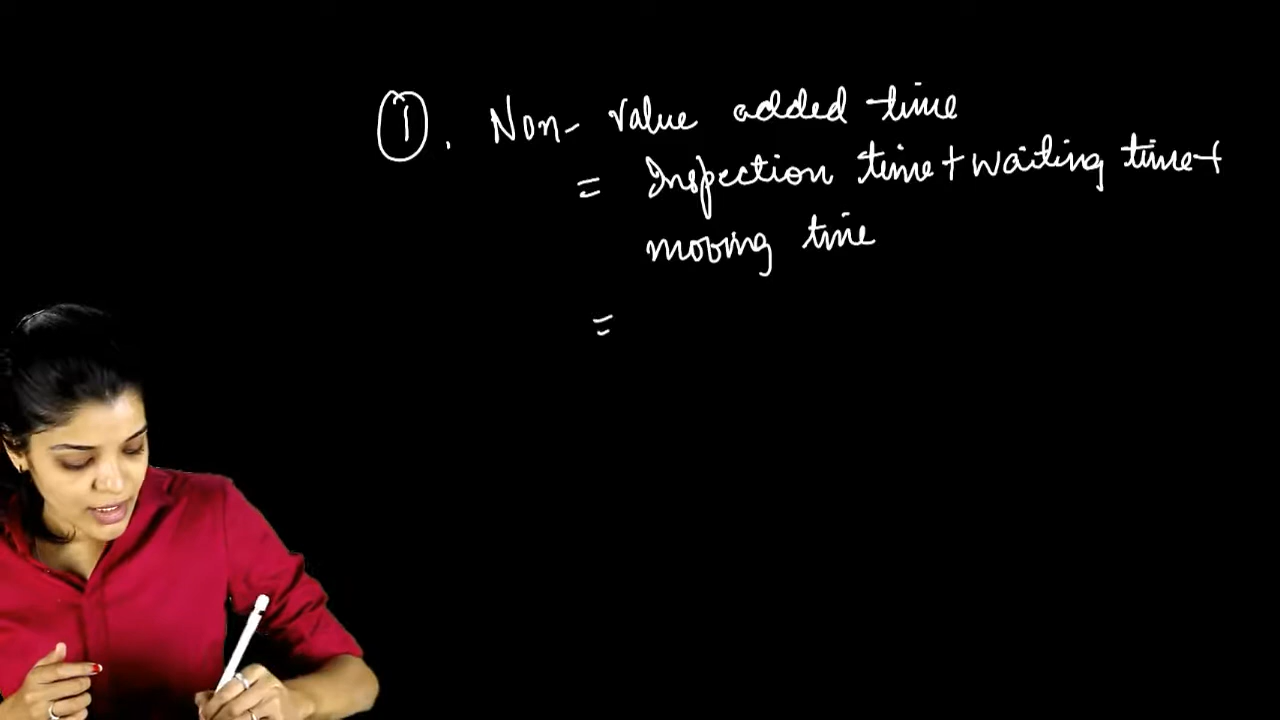 ①. Non-value added time
= Inspection time + waiting time +
moving time
=